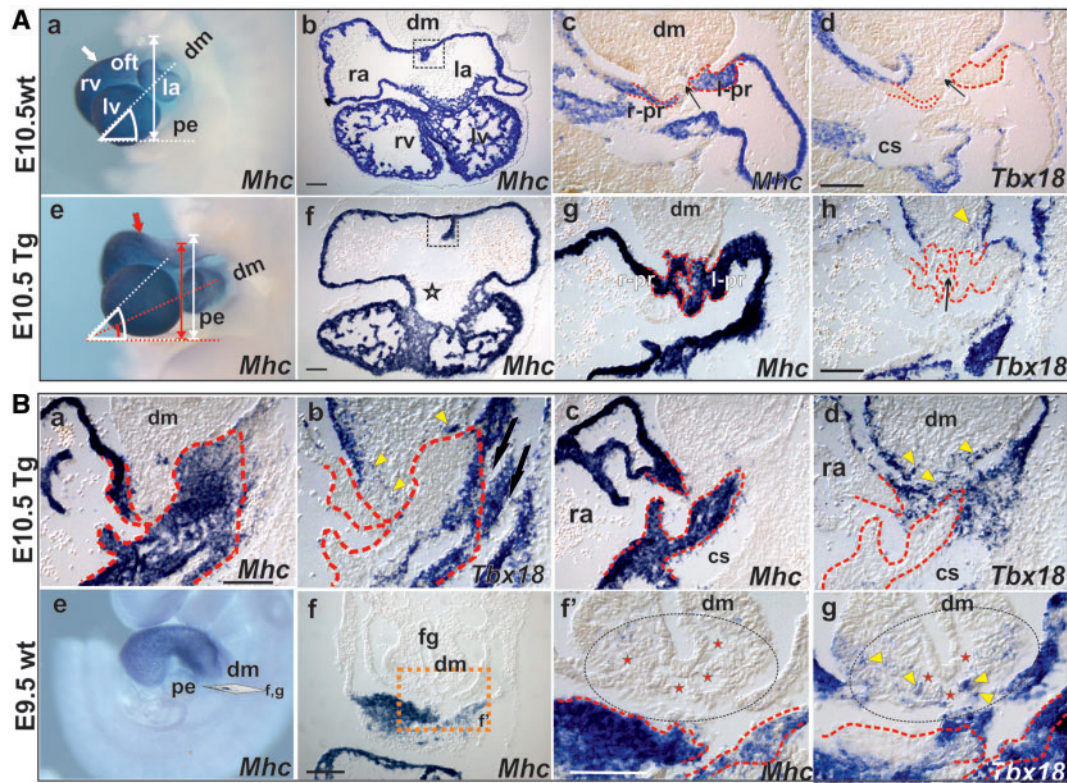 A
E10.5wt
a
dm
oft
rv
la
lv
pe
Mhc
b
dm
ra
la
rv
lv
Mhc
c
dm
l-pr
r-pr
Mhc
d
cs
Tbx18
E10.5 Tg
e
dm
pe
Mhc
f
Mhc
g
dm
r-pr
l-pr
Mhc
h
Tbx18
B
E10.5 Tg
a
dm
Mhc
b
Tbx18
c
ra
cs
Mhc
d
dm
ra
cs
Tbx18
E9.5 wt
e
dm
pe
f,g
Mhc
f
fg
dm
f'
Mhc
f'
dm
Mhc
g
dm
Tbx18